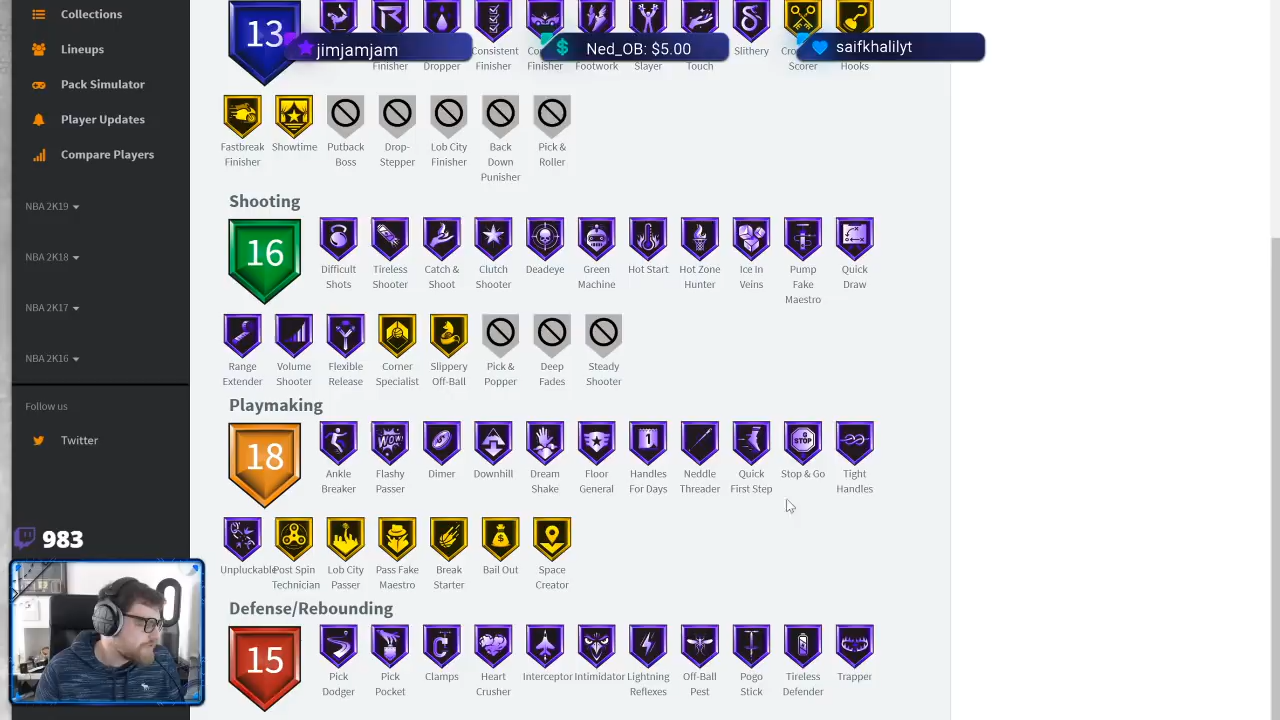 Collections
Lineups
Pack Simulator
Player Updates
Compare Players
NBA 2K19
NBA 2K18
NBA 2K17
NBA 2K16
Follow us
Twitter
983
jimjamjam
Ned_OB: $5.00
saifkhalilyt
13
Finisher
Dropper
Consistent
Finisher
Finisher
Footwork
Slayer
Touch
Slithery
Scorer
Hooks
Fastbreak
Finisher
Showtime
Putback
Boss
Drop-
Stepper
Lob City
Finisher
Back
Down
Punisher
Pick &
Roller
Shooting
16
Difficult
Shots
Tireless
Shooter
Catch &
Shoot
Clutch
Shooter
Deadeye
Green
Machine
Hot Start
Hot Zone
Hunter
Ice In
Veins
Pump
Fake
Maestro
Quick
Draw
Range
Extender
Volume
Shooter
Flexible
Release
Corner
Specialist
Slippery
Off-Ball
Pick &
Popper
Deep
Fades
Steady
Shooter
Playmaking
18
Ankle
Breaker
WOW!
Flashy
Passer
Dimer
Downhill
Dream
Shake
Floor
General
1
Handles
For Days
Neddle
Threader
Quick
First Step
STOP
Stop & Go
Tight
Handles
Unpluckable
Post Spin
Technician
Lob City
Passer
Pass Fake
Maestro
Break
Starter
Bail Out
Space
Creator
Defense/Rebounding
15
Pick
Dodger
Pick
Pocket
Clamps
Heart
Crusher
Interceptor
Intimidator
Lightning
Reflexes
Off-Ball
Pest
Pogo
Stick
Tireless
Defender
Trapper